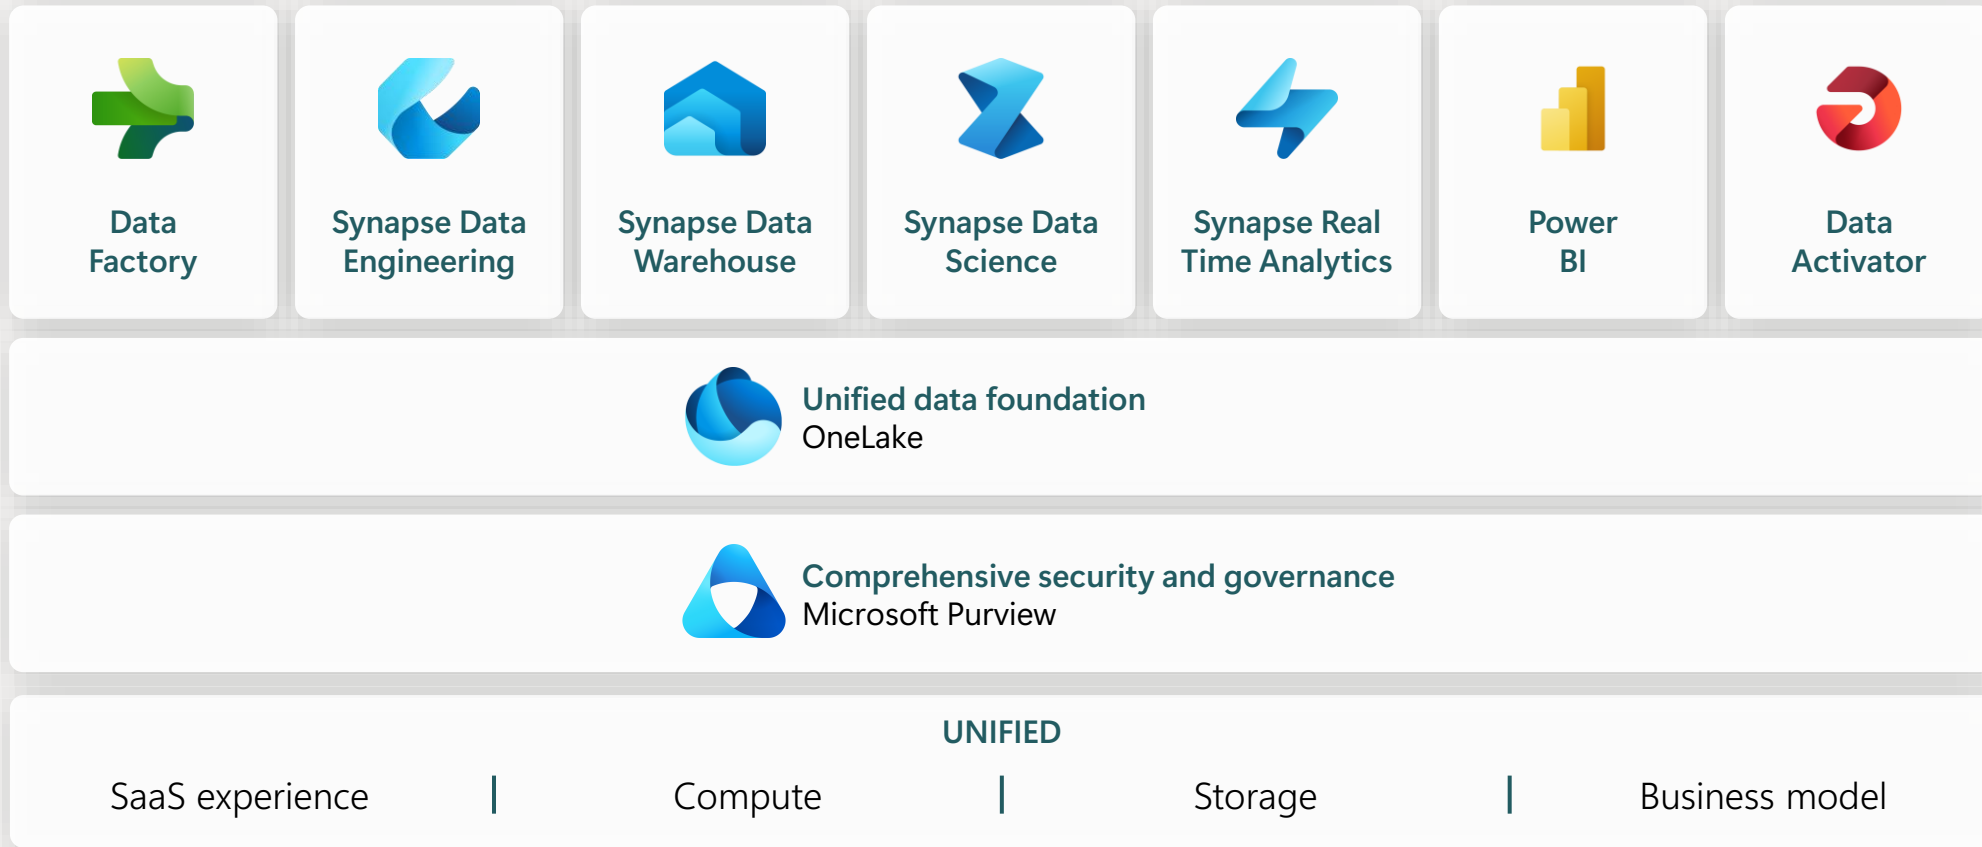 Data
Factory
Synapse Data
Engineering
Synapse Data
Warehouse
Synapse Data
Science
Synapse Real
Time Analytics
Power
BI
Data
Activator
Unified data foundation
OneLake
Comprehensive security and governance
Microsoft Purview
UNIFIED
SaaS experience
Compute
Storage
Business model